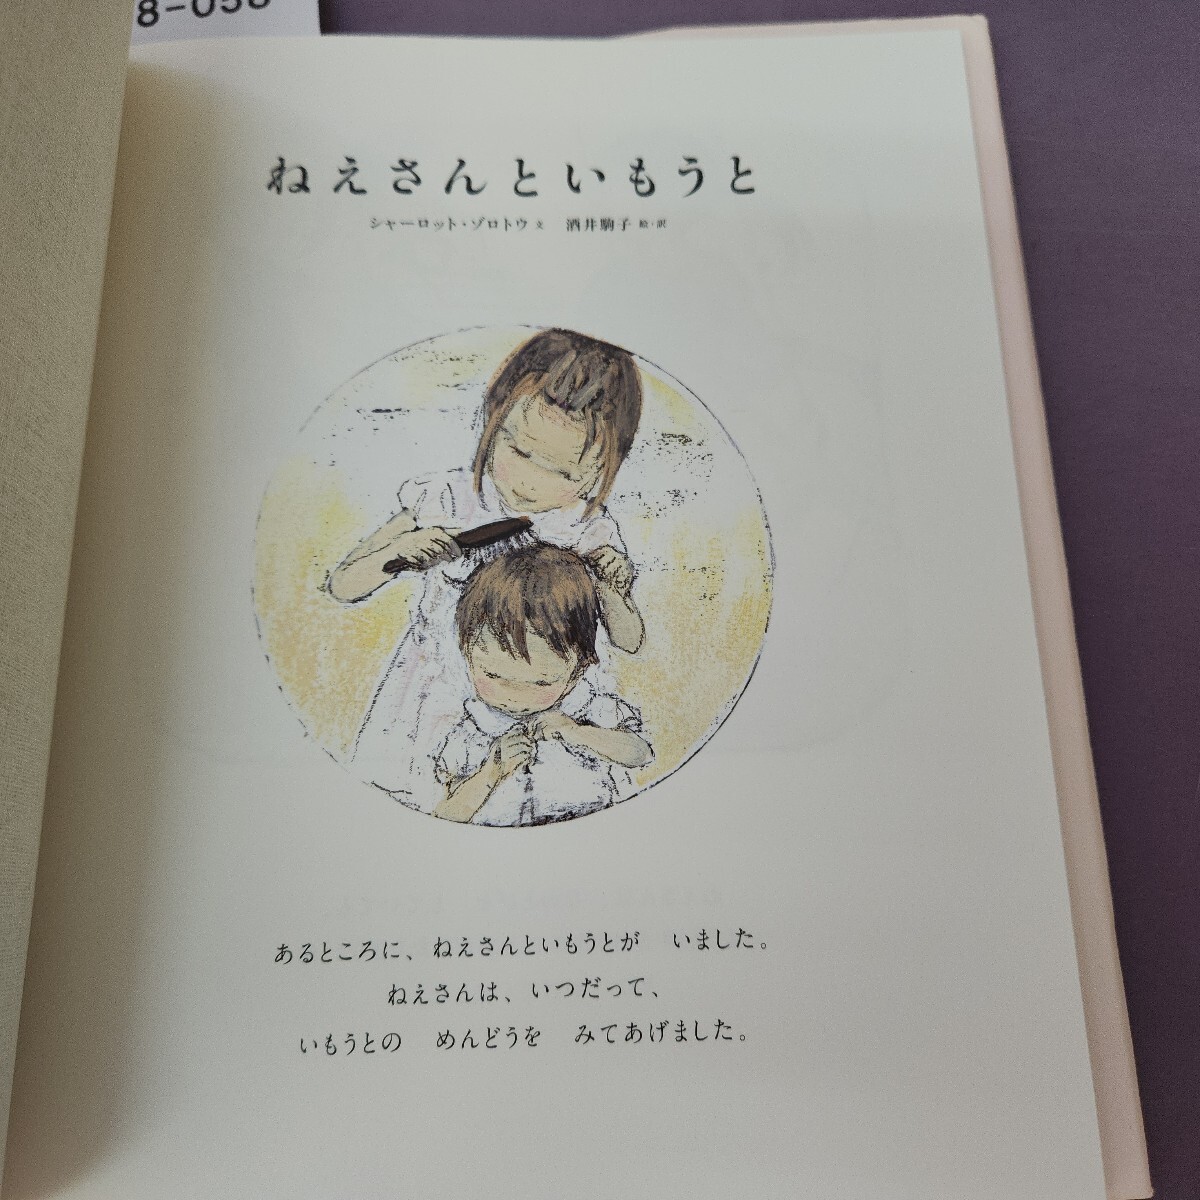 8-058
ねえさんといもうと
シャーロット・ゾロトウ 文　酒井駒子 絵・訳
あるところに、ねえさんといもうとが　いました。
ねえさんは、いつだって、
いもうとの　めんどうを　みてあげました。